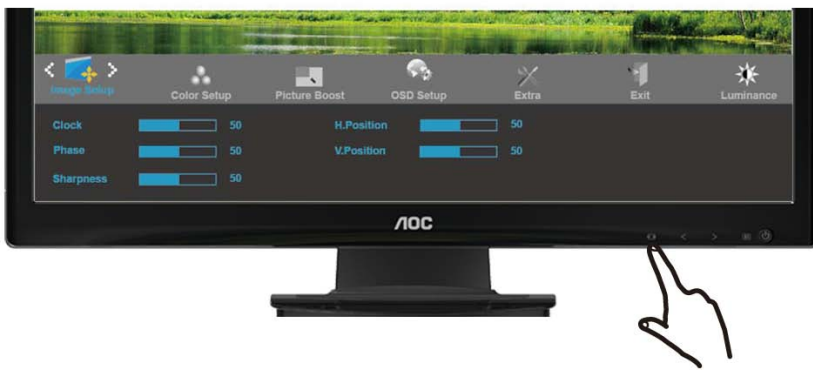 Image Setup Color Setup Picture Boost OSD Setup Extra Exit Luminance
Clock 50 H.Position 50
Phase 50 V.Position 50
Sharpness 50
AOC